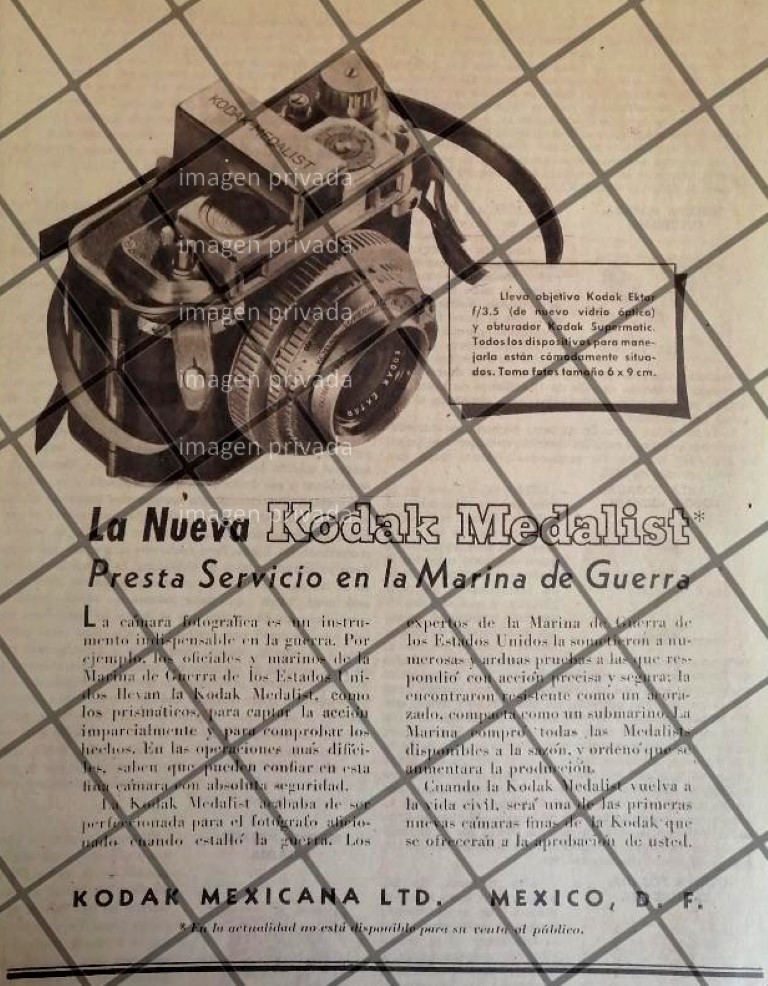 KODAK MEDALIST
imagen privada
imagen privada
imagen privada
imagen privada
imagen privada
imagen privada
KODAK EKTAR
Lleva objetivo Kodak Ektar
f/3.5 (de nuevo vidrio óptico)
y obturador Kodak Supermatic.
Todos los dispositivos para mane-
jarla están cómodamente situa-
dos. Toma fotos tamaño 6 x 9 cm.
La Nueva Kodak Medalist*
Presta Servicio en la Marina de Guerra
La cámara fotográfica es un instru-
mento indispensable en la guerra. Por
ejemplo, los oficiales y marinos de la
Marina de Guerra de los Estados Uni-
dos llevan la Kodak Medalist, como
los prismáticos, para captar la acción
imparcialmente y para comprobar los
hechos. En las operaciones más difíci-
les, saben que pueden confiar en esta
fina cámara con absoluta seguridad.
La Kodak Medalist acababa de ser
perfeccionada para el fotógrafo aficio-
nado cuando estalló la guerra. Los
expertos de la Marina de Guerra de
los Estados Unidos la sometieron a nu-
merosas y arduas pruebas a las que res-
pondió con acción precisa y segura; la
encontraron resistente como un acora-
zado, compacta como un submarino. La
Marina compró todas las Medalists
disponibles a la sazón, y ordenó que se
aumentara la producción.
Cuando la Kodak Medalist vuelva a
la vida civil, será una de las primeras
nuevas cámaras finas de la Kodak que
se ofrecerán a la aprobación de usted.
KODAK MEXICANA LTD. MEXICO, D. F.
* En la actualidad no está disponible para su venta al público.